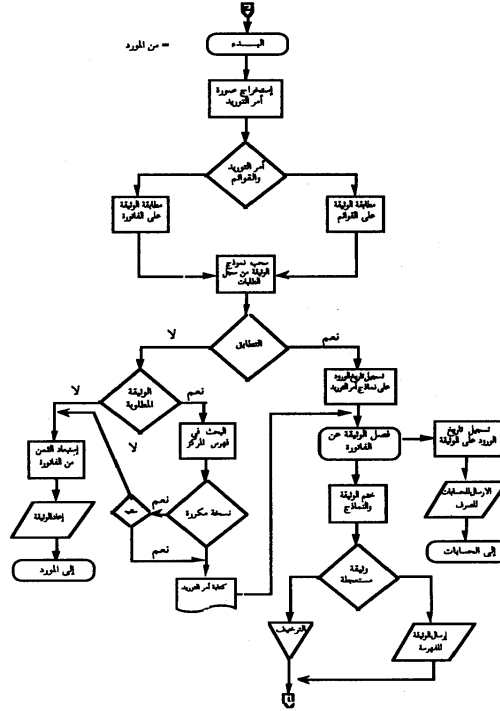 البــدء
= من المورد
إستخراج صورة
أمر التوريد
أمر التوريد
والقوائم
مطابقة الوثيقة
على الفاتورة
مطابقة الوثيقة
على القوائم
سحب نموذج
الوثيقة من سجل
الطلبات
التطابق
لا
نعم
الوثيقة
المطلوبة
لا
نعم
تسجيل تاريخ الورود
على نماذج أمر التوريد
إستبعاد الثمن
من الفاتورة
لا
البحث في
فهرس المركز
فصل الوثيقة عن
الفاتورة
تسجيل تاريخ
الورود على الوثيقة
إعادة الوثيقة
نعم
نسخة مكررة
ختم الوثيقة
والنماذج
الارسال للحسابات
للصرف
نعم
إلى المورد
كتابة أمر التوريد
وثيقة
إلى الحسابات
الترفيف
إرسال الوثيقة
للفهرسة